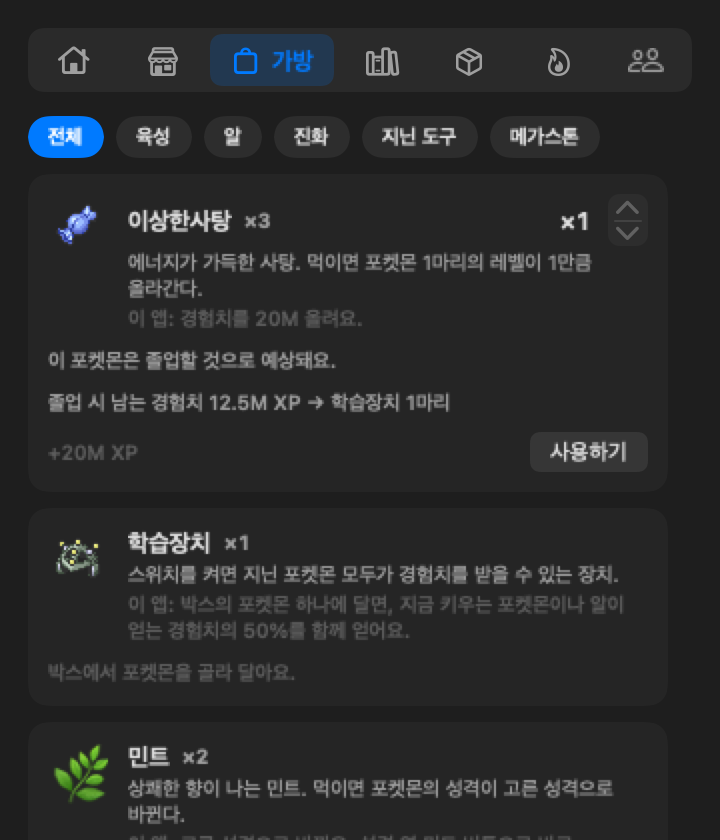 가방
전체 육성 알 진화 지닌 도구 메가스톤
이상한사탕 ×3 ×1
에너지가 가득한 사탕. 먹이면 포켓몬 1마리의 레벨이 1만큼
올라간다.
이 앱: 경험치를 20M 올려요.
이 포켓몬은 졸업할 것으로 예상돼요.
졸업 시 남는 경험치 12.5M XP → 학습장치 1마리
+20M XP 사용하기
학습장치 ×1
스위치를 켜면 지닌 포켓몬 모두가 경험치를 받을 수 있는 장치.
이 앱: 박스의 포켓몬 하나에 달면, 지금 키우는 포켓몬이나 알이
얻는 경험치의 50%를 함께 얻어요.
박스에서 포켓몬을 골라 달아요.
민트 ×2
상쾌한 향이 나는 민트. 먹이면 포켓몬의 성격이 고른 성격으로
바뀐다.